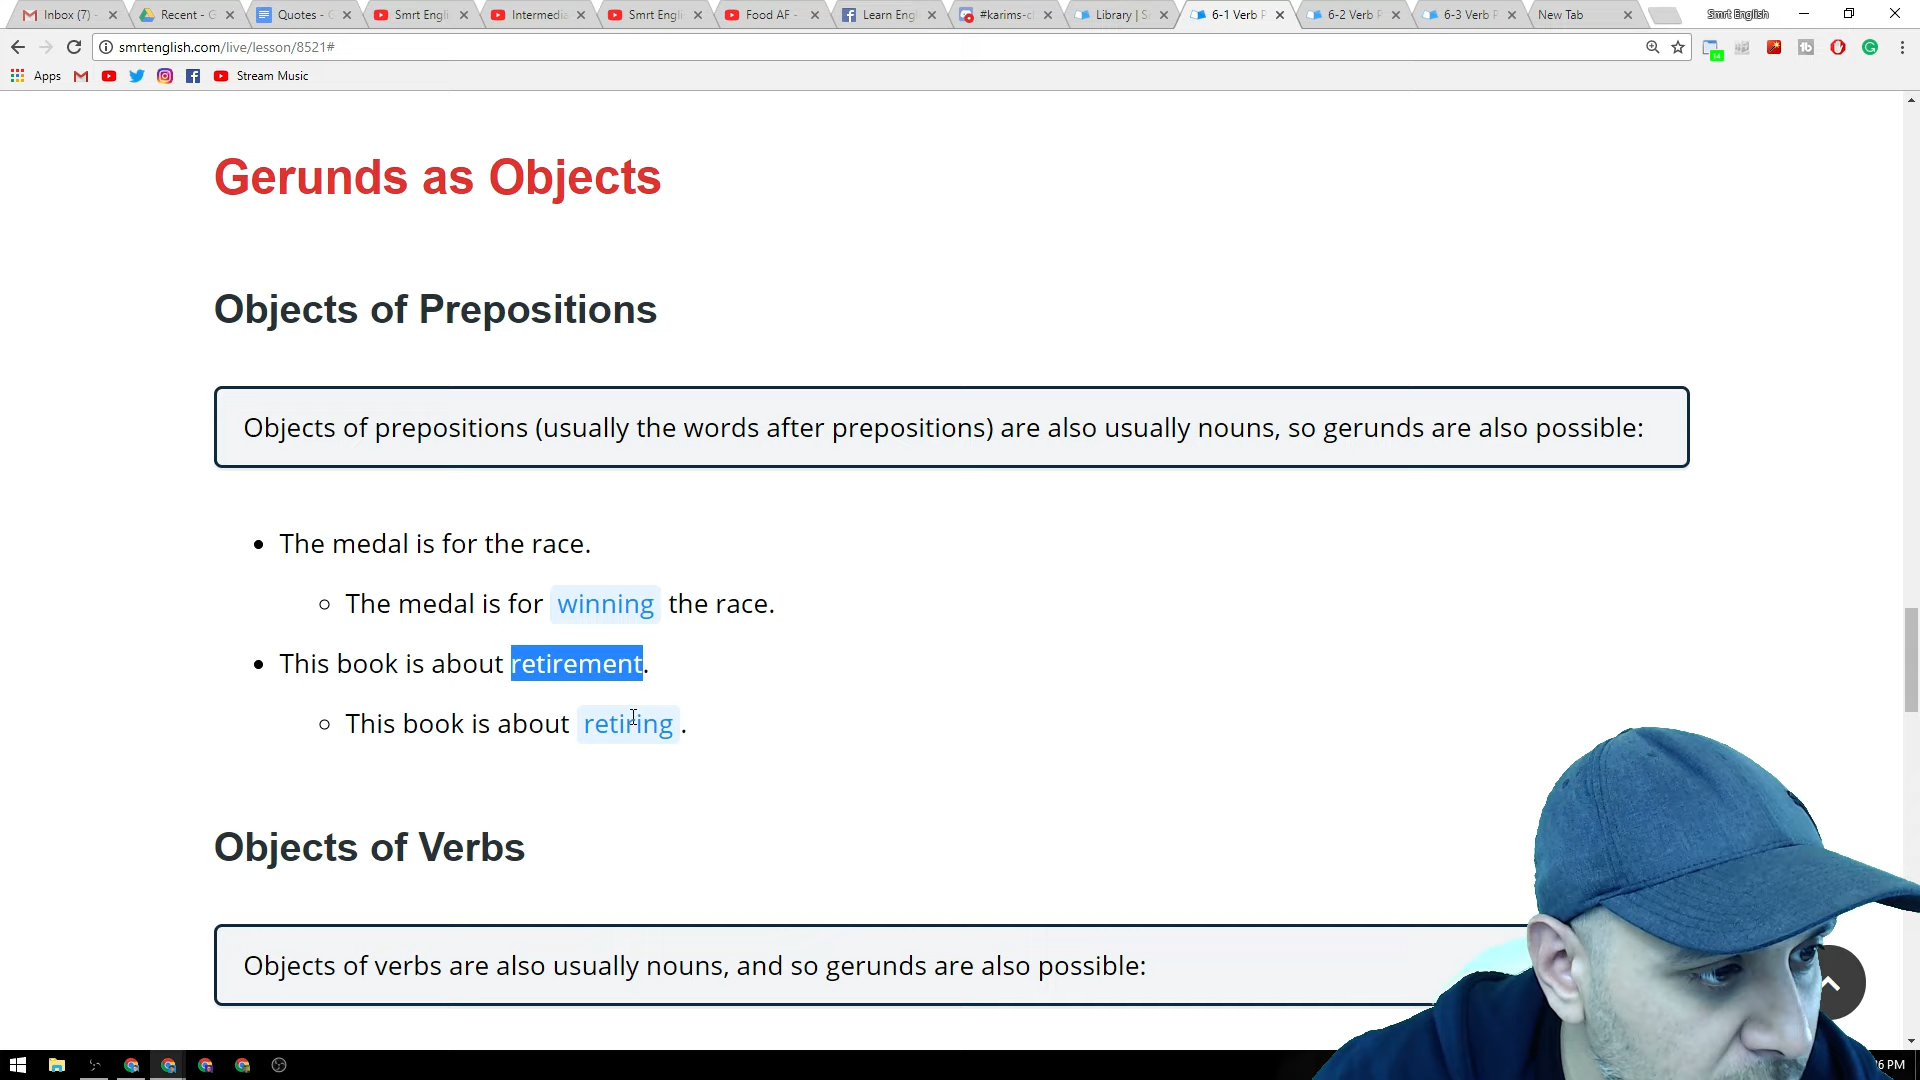 Inbox (7) -
Recent - G
Quotes - G
Smrt Engli
Intermedia
Smrt Engli
Food AF -
Learn Eng
#karims-cl
Library | S
6-1 Verb P
6-2 Verb P
6-3 Verb P
New Tab
Smrt English
smrtenglish.com/live/lesson/8521#
Apps
Stream Music
Gerunds as Objects
Objects of Prepositions
Objects of prepositions (usually the words after prepositions) are also usually nouns, so gerunds are also possible:
• The medal is for the race.
○ The medal is for winning the race.
• This book is about retirement.
○ This book is about retiring .
Objects of Verbs
Objects of verbs are also usually nouns, and so gerunds are also possible:
6 PM